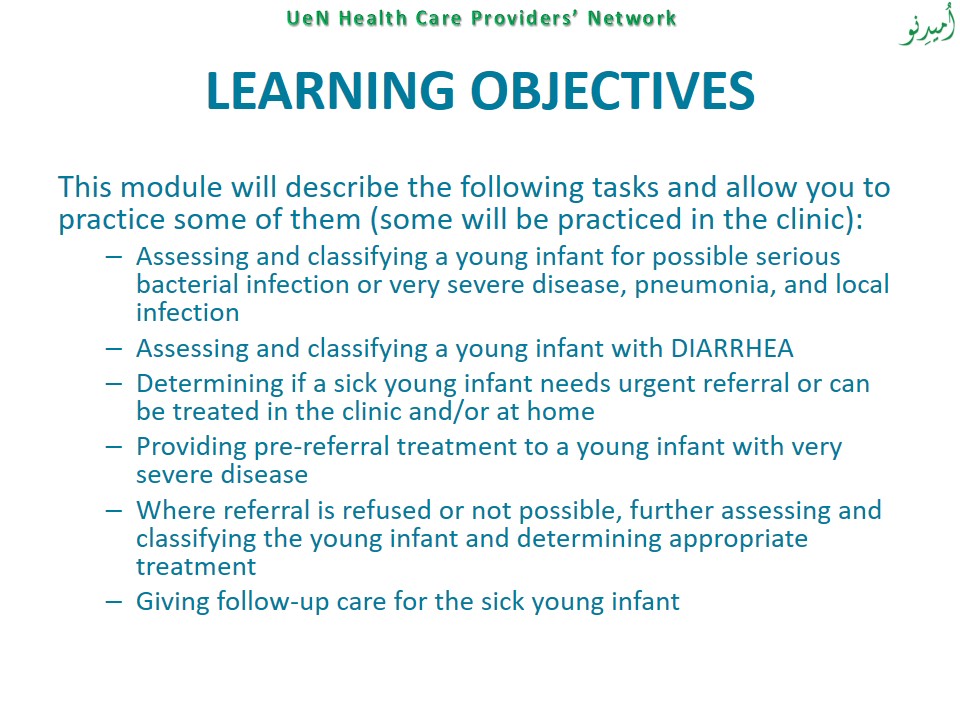 UeN Health Care Providers’ Network
اُمیدِنو
LEARNING OBJECTIVES
This module will describe the following tasks and allow you to
practice some of them (some will be practiced in the clinic):
– Assessing and classifying a young infant for possible serious
bacterial infection or very severe disease, pneumonia, and local
infection
– Assessing and classifying a young infant with DIARRHEA
– Determining if a sick young infant needs urgent referral or can
be treated in the clinic and/or at home
– Providing pre-referral treatment to a young infant with very
severe disease
– Where referral is refused or not possible, further assessing and
classifying the young infant and determining appropriate
treatment
– Giving follow-up care for the sick young infant